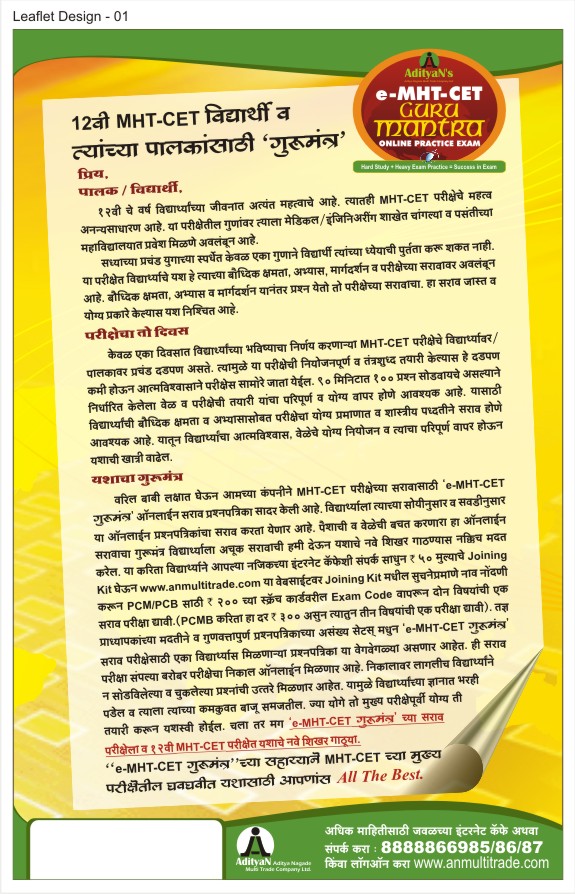 Leaflet Design - 01
AdityaN's
e-MHT-CET
GURU
MANTRA
ONLINE PRACTICE EXAM
Hard Study + Heavy Exam Practice = Success in Exam
12वी MHT-CET विद्यार्थी व
त्यांच्या पालकांसाठी ‘गुरूमंत्र’
प्रिय.
पालक / विद्यार्थी.
१२वी चे वर्ष विद्यार्थ्यांच्या जीवनात अत्यंत महत्वाचे आहे. त्यातही MHT-CET परीक्षेचे महत्व
अनन्यसाधारण आहे. या परीक्षेतील गुणांवर त्याला मेडिकल/इंजिनिअरींग शाखेत चांगल्या व पसंतीच्या
महाविद्यालयात प्रवेश मिळणे अवलंबून आहे.
सध्याच्या प्रचंड युगाच्या स्पर्धेत केवळ एका गुणाने विद्यार्थी त्यांच्या ध्येयाची पुर्तता करू शकत नाही.
या परीक्षेत विद्यार्थ्याचे यश हे त्याच्या बौध्दिक क्षमता, अभ्यास, मार्गदर्शन व परीक्षेच्या सरावावर अवलंबून
आहे. बौध्दिक क्षमता, अभ्यास व मार्गदर्शन यानंतर प्रश्न येतो तो परीक्षेच्या सरावाचा. हा सराव जास्त व
योग्य प्रकारे केल्यास यश निश्चित आहे.
परीक्षेचा तो दिवस
केवळ एका दिवसात विद्यार्थ्यांच्या भविष्याचा निर्णय करणाऱ्या MHT-CET परीक्षेचे विद्यार्थ्यांवर/
पालकावर प्रचंड दडपण असते. त्यामुळे या परीक्षेची नियोजनपूर्ण व तंत्रशुध्द तयारी केल्यास हे दडपण
कमी होऊन आत्मविश्वासाने परीक्षेस सामोरे जाता येईल. ९० मिनिटात १०० प्रश्न सोडवायचे असल्याने
निर्धारित केलेला वेळ व परीक्षेची तयारी यांचा परिपूर्ण व योग्य वापर होणे आवश्यक आहे. यासाठी
विद्यार्थ्यांची बौध्दिक क्षमता व अभ्यासासोबत परीक्षेचा योग्य प्रमाणात व शास्त्रीय पध्दतीने सराव होणे
आवश्यक आहे. यातून विद्यार्थ्याचा आत्मविश्वास, वेळेचे योग्य नियोजन व त्याचा परिपूर्ण वापर होऊन
यशाची खात्री वाढेल.
यशाचा गुरूमंत्र
वरिल बाबी लक्षात घेऊन आमच्या कंपनीने MHT-CET परीक्षेच्या सरावासाठी ‘e-MHT-CET
गुरूमंत्र’ ऑनलाईन सराव प्रश्नपत्रिका सादर केली आहे. विद्यार्थ्याला त्याच्या सोयीनुसार व सवडीनुसार
या ऑनलाईन प्रश्नपत्रिकांचा सराव करता येणार आहे. पैशाची व वेळेची बचत करणारा हा ऑनलाईन
सरावाचा गुरूमंत्र विद्यार्थ्याला अचूक सरावाची हमी देऊन यशाचे नवे शिखर गाठण्यास नक्किच मदत
करेल. या करिता विद्यार्थ्याने आपल्या नजिकच्या इंटरनेट कॅफेशी संपर्क साधुन ₹ ५० मुल्याचे Joining
Kit घेऊन www.anmultitrade.com या वेबसाईटवर Joining Kit मधील सुचनेप्रमाणे नाव नोंदणी
करून PCM/PCB साठी ₹ २०० च्या स्क्रॅच कार्डवरील Exam Code वापरून दोन विषयांची एक
सराव परीक्षा द्यावी.(PCMB करिता हा दर ₹ ३०० असुन त्यातुन तीन विषयांची एक परीक्षा द्यावी). तज्ञ
प्राध्यापकांच्या मदतीने व गुणवत्तापुर्ण प्रश्नपत्रिकाच्या असंख्य सेटस् मधुन ‘e-MHT-CET गुरूमंत्र’
सराव परीक्षेसाठी एका विद्यार्थ्यास मिळणाऱ्या प्रश्नपत्रिका या वेगवेगळ्या असणार आहेत. ही सराव
परीक्षा संपल्या बरोबर परीक्षेचा निकाल ऑनलाईन मिळणार आहे. निकालावर लागलीच विद्यार्थ्याने
न सोडविलेल्या व चुकलेल्या प्रश्नांची उत्तरे मिळणार आहेत. यामुळे विद्यार्थ्याच्या ज्ञानात भरही
पडेल व त्याला त्याच्या कमकुवत बाजू समजतील. ज्या योगे तो मुख्य परीक्षेपूर्वी योग्य ती
तयारी करून यशस्वी होईल. चला तर मग ‘e-MHT-CET गुरूमंत्र’ च्या सराव
परीक्षेला व १२वी MHT-CET परीक्षेत यशाचे नवे शिखर गाठूया.
‘‘e-MHT-CET गुरूमंत्र’’च्या सहाय्याने MHT-CET च्या मुख्य
परीक्षेतील घवघवीत यशासाठी आपणांस All The Best.
AdityaN Aditya Nagade
Multi Trade Company Ltd.
अधिक माहितीसाठी जवळच्या इंटरनेट कॅफे अथवा
संपर्क करा : 8888866985/86/87
किंवा लॉगऑन करा www.anmultitrade.com